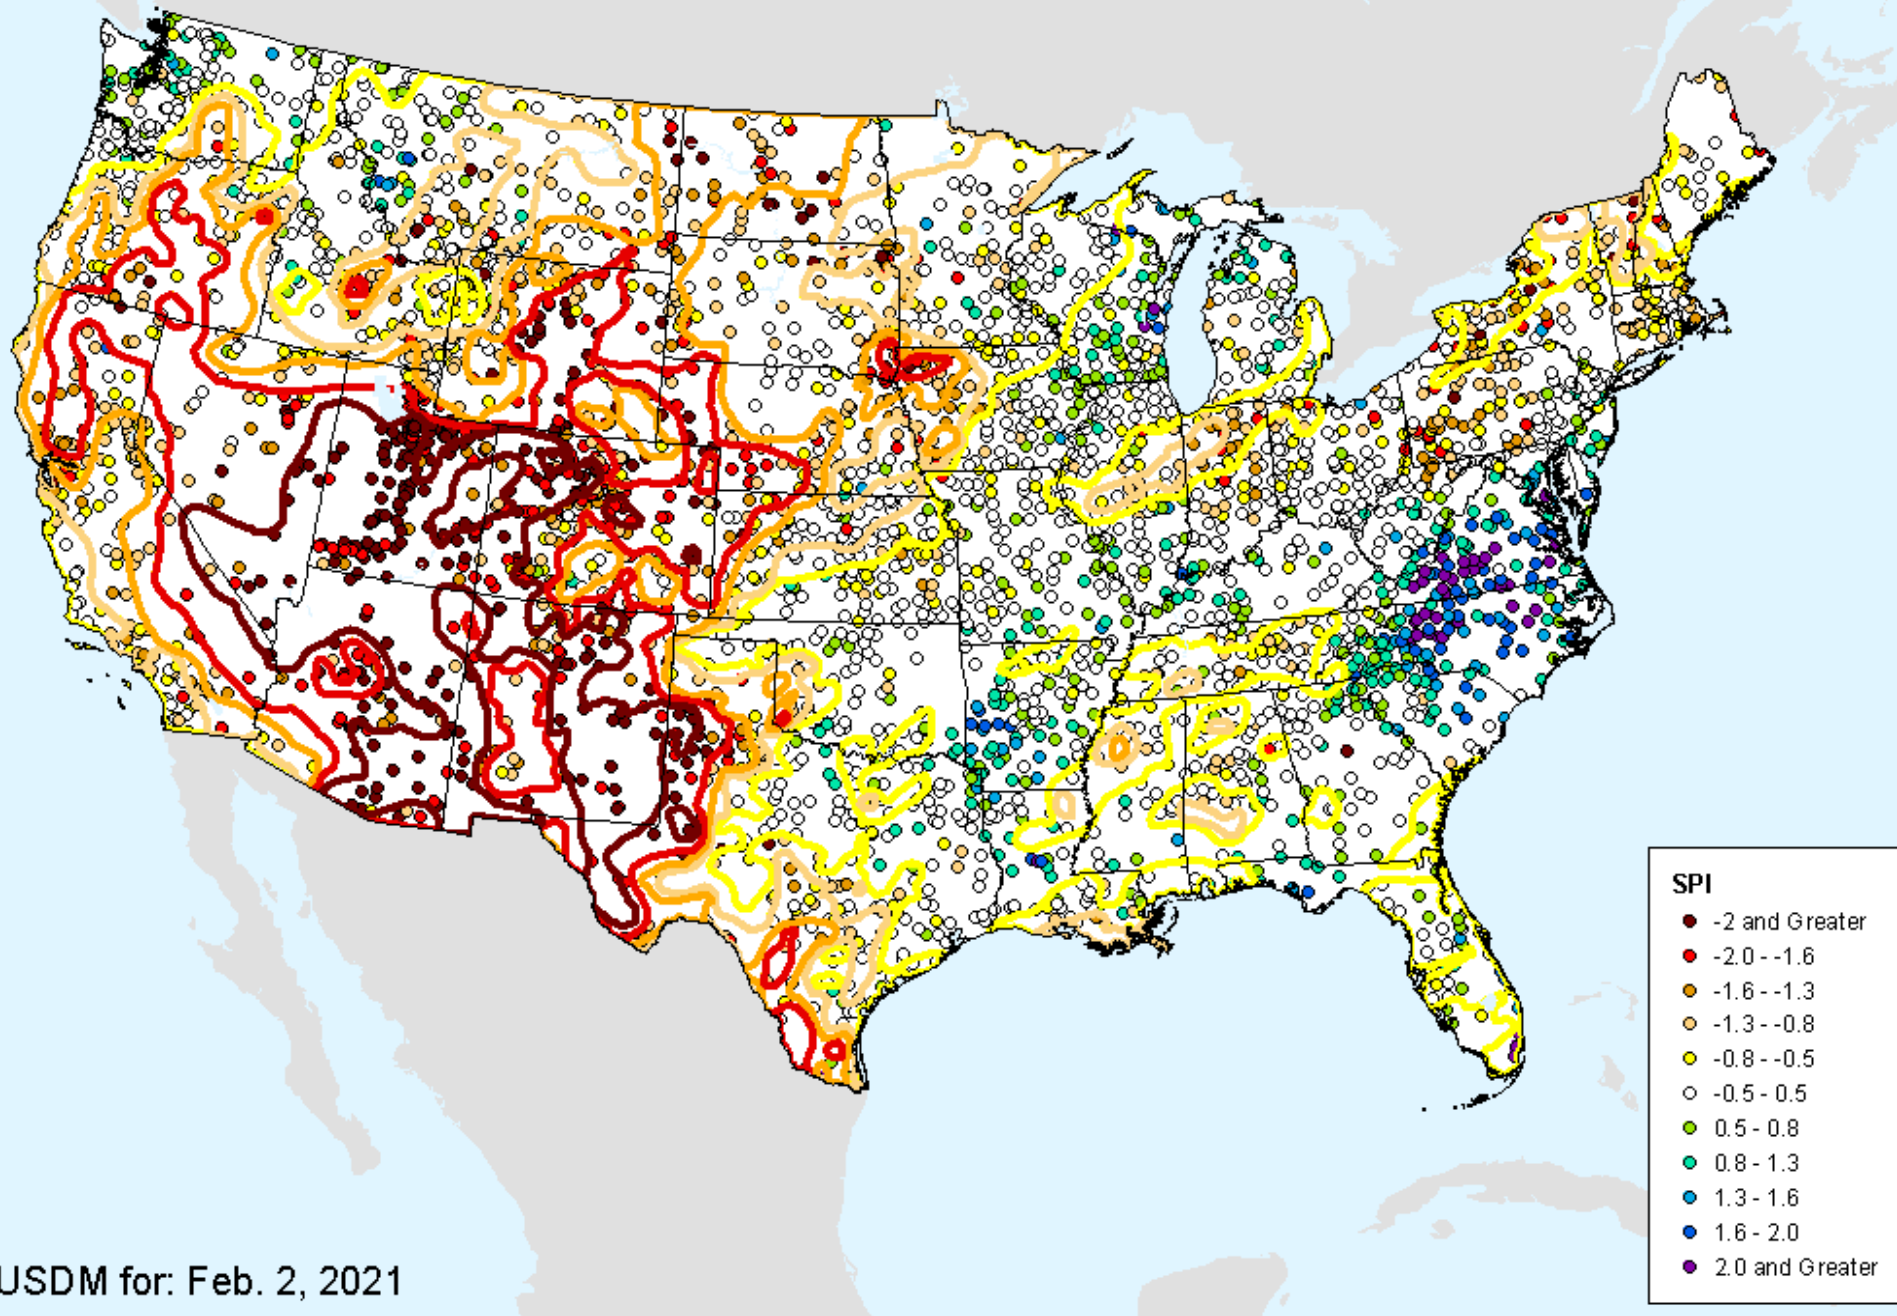 SPI
-2 and Greater
-2.0 - -1.6
-1.6 - -1.3
-1.3 - -0.8
-0.8 - -0.5
-0.5 - 0.5
0.5 - 0.8
0.8 - 1.3
1.3 - 1.6
1.6 - 2.0
2.0 and Greater
USDM for: Feb. 2, 2021